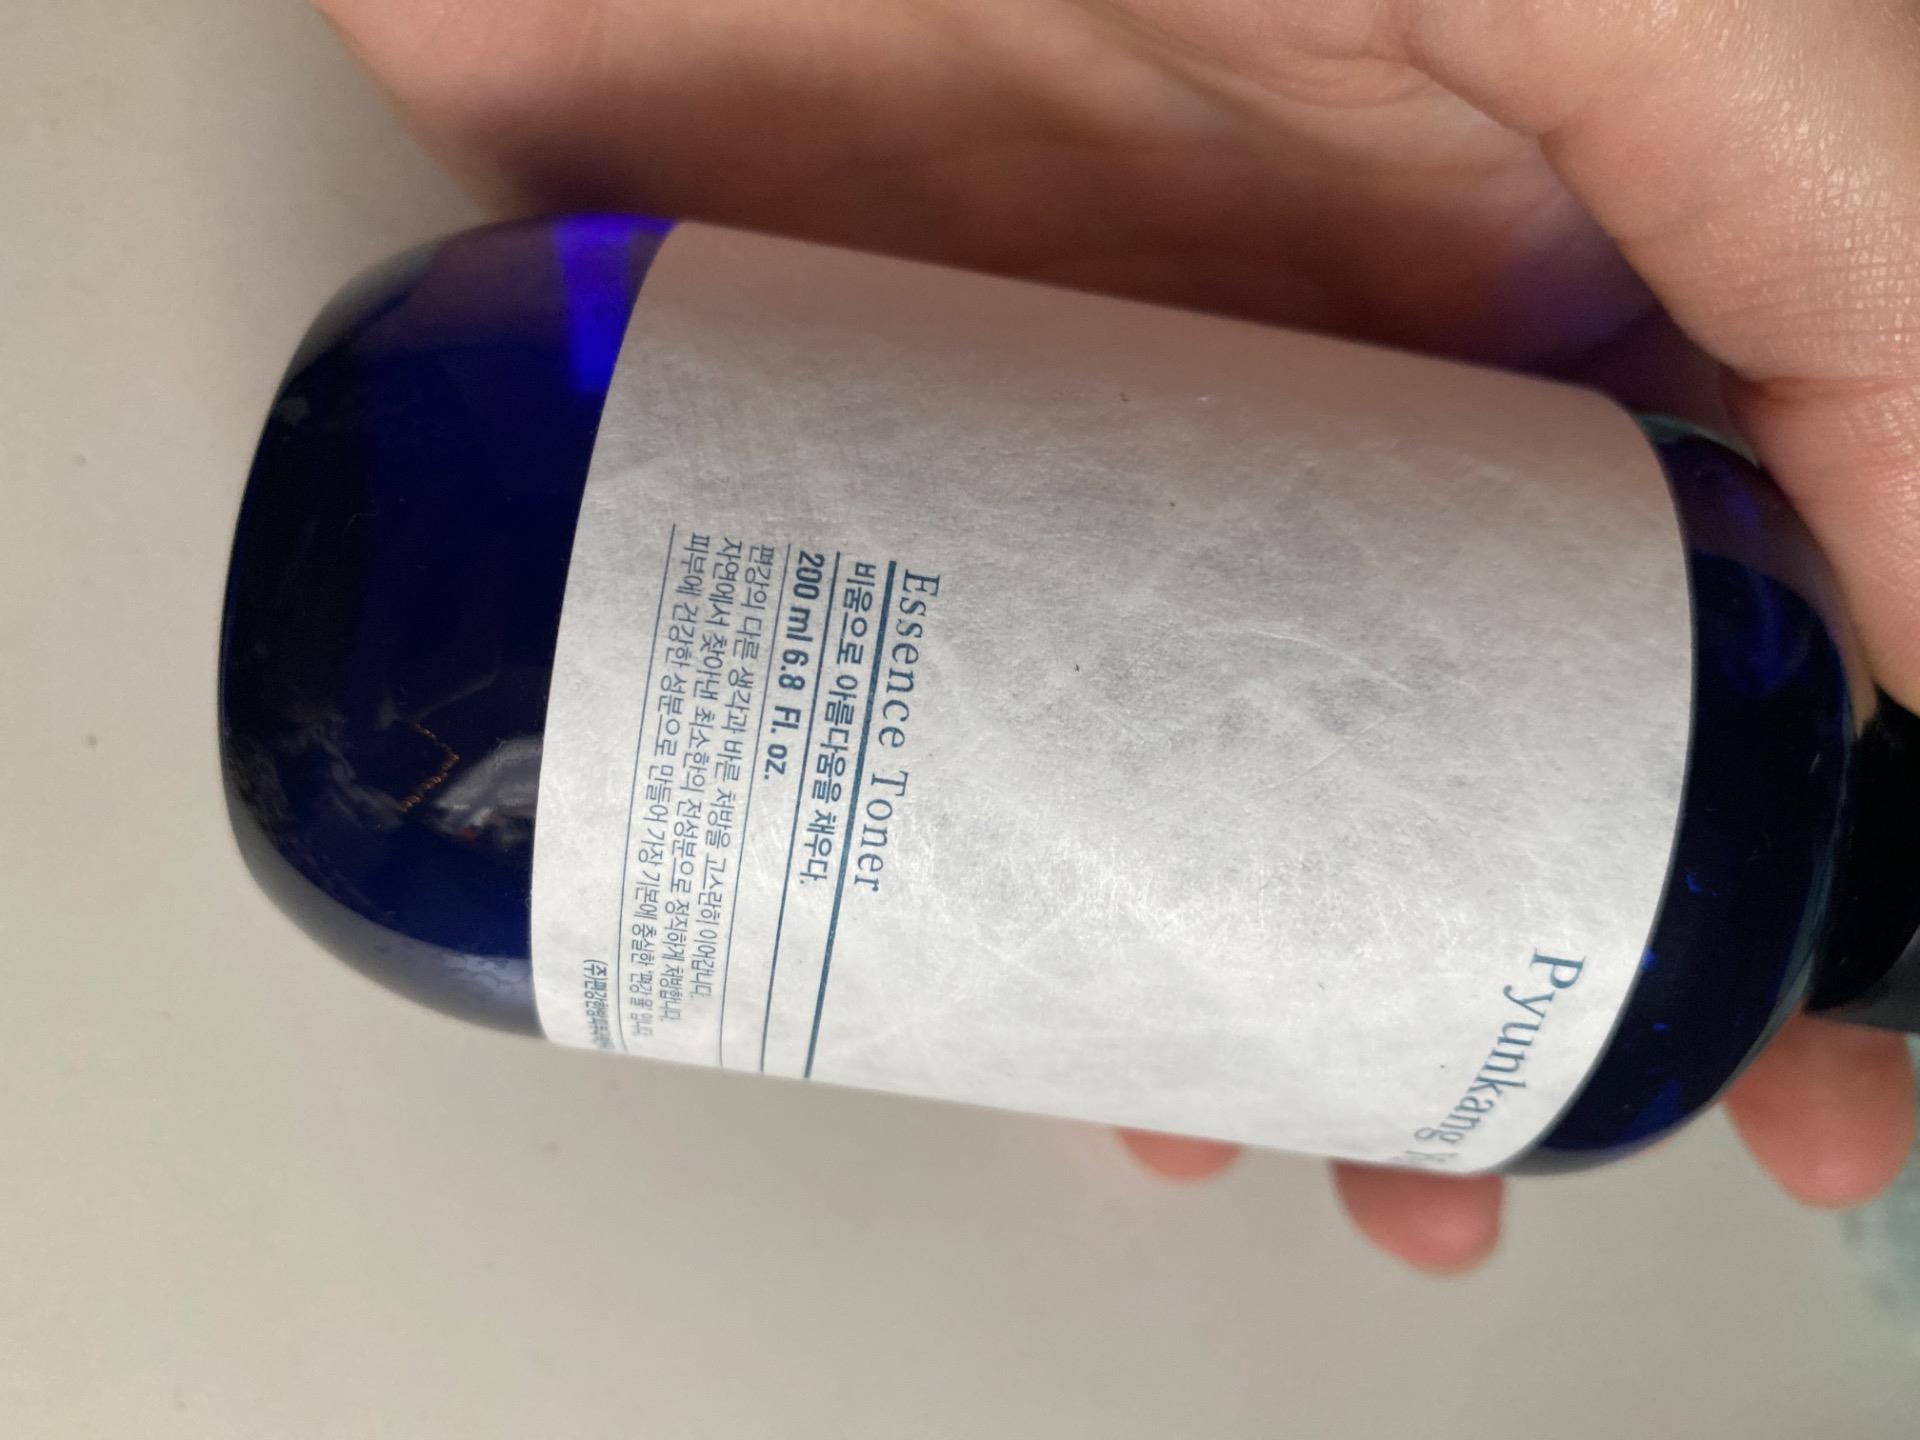 Pyunkang
Essence Toner
비움으로 아름다움을 채우다.
200 ml 6.8 Fl. oz.
편강의 다른 생각과 바른 처방을 고스란히 이어갑니다.
자연에서 찾아낸 최소한의 전성분으로 정직하게 처방합니다.
피부에 건강한 성분으로 만들어 가장 기본에 충실한 편강율 입니다.